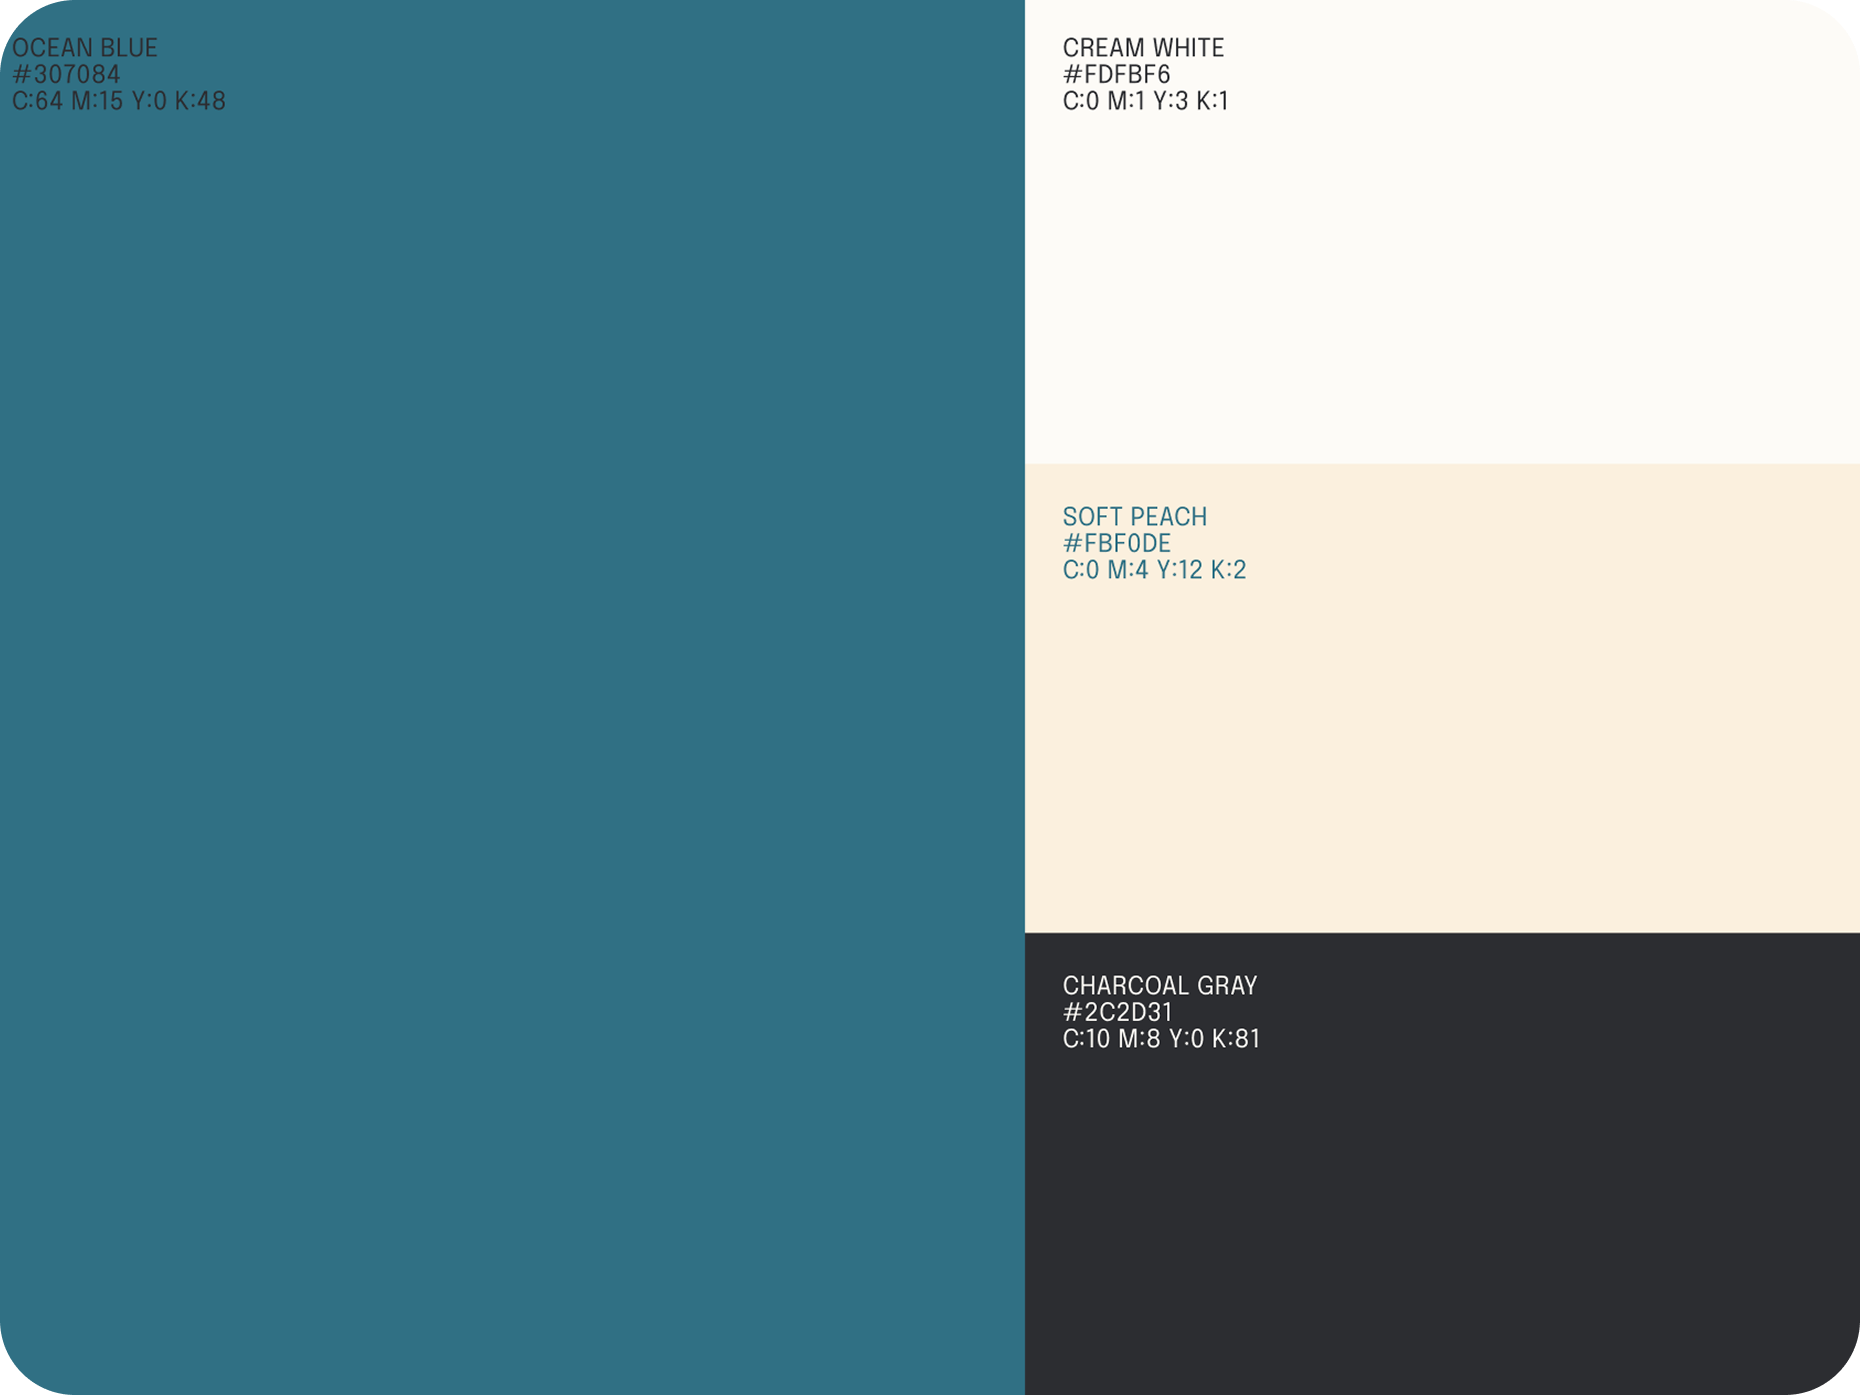 OCEAN BLUE
#307084
C:64 M:15 Y:0 K:48
CREAM WHITE
#FDFBF6
C:0 M:1 Y:3 K:1
SOFT PEACH
#FBF0DE
C:0 M:4 Y:12 K:2
CHARCOAL GRAY
#2C2D31
C:10 M:8 Y:0 K:81